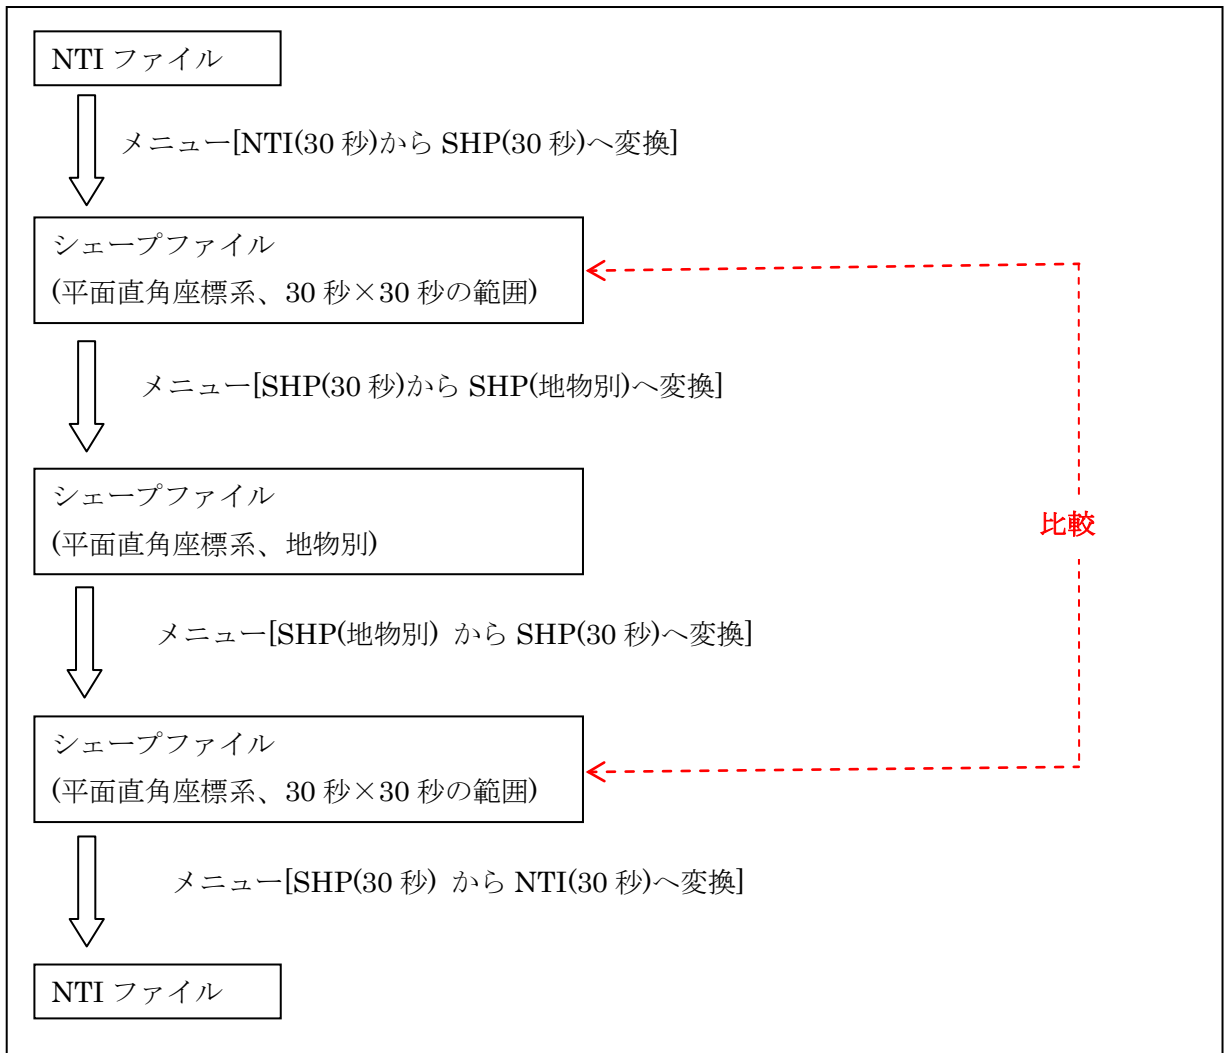 NTI ファイル
メニュー[NTI(30 秒)から SHP(30 秒)へ変換]
シェープファイル
(平面直角座標系、30 秒×30 秒の範囲)
メニュー[SHP(30 秒)から SHP(地物別)へ変換]
シェープファイル
(平面直角座標系、地物別)
比較
メニュー[SHP(地物別) から SHP(30 秒)へ変換]
シェープファイル
(平面直角座標系、30 秒×30 秒の範囲)
メニュー[SHP(30 秒) から NTI(30 秒)へ変換]
NTI ファイル